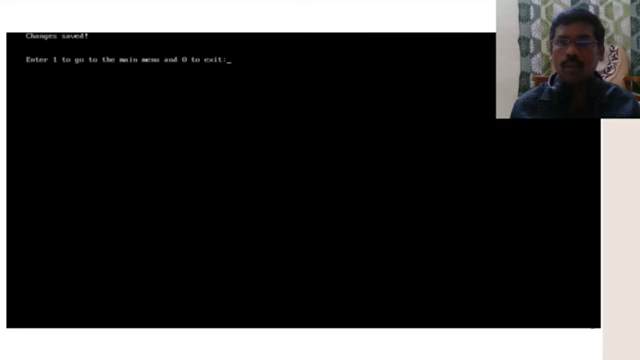 Changes saved!
Enter 1 to go to the main menu and 0 to exit:_